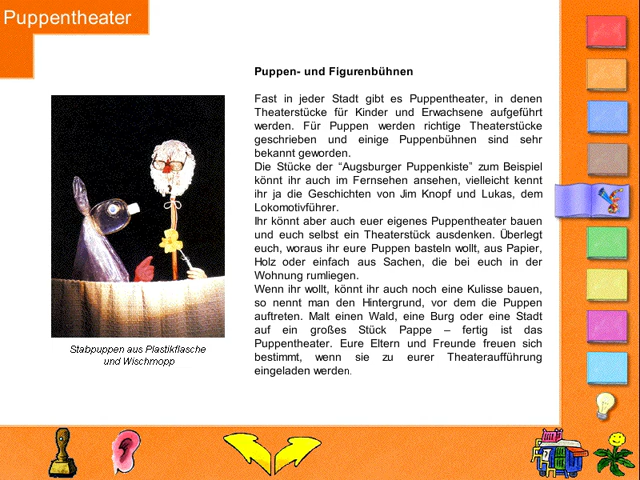 Puppentheater
Puppen- und Figurenbühnen
Fast in jeder Stadt gibt es Puppentheater, in denen
Theaterstücke für Kinder und Erwachsene aufgeführt
werden. Für Puppen werden richtige Theaterstücke
geschrieben und einige Puppenbühnen sind sehr
bekannt geworden.
Die Stücke der “Augsburger Puppenkiste” zum Beispiel
könnt ihr auch im Fernsehen ansehen, vielleicht kennt
ihr ja die Geschichten von Jim Knopf und Lukas, dem
Lokomotivführer.
Ihr könnt aber auch euer eigenes Puppentheater bauen
und euch selbst ein Theaterstück ausdenken. Überlegt
euch, woraus ihr eure Puppen basteln wollt, aus Papier,
Holz oder einfach aus Sachen, die bei euch in der
Wohnung rumliegen.
Wenn ihr wollt, könnt ihr auch noch eine Kulisse bauen,
so nennt man den Hintergrund, vor dem die Puppen
auftreten. Malt einen Wald, eine Burg oder eine Stadt
auf ein großes Stück Pappe – fertig ist das
Puppentheater. Eure Eltern und Freunde freuen sich
bestimmt, wenn sie zu eurer Theateraufführung
eingeladen werden.
Stabpuppen aus Plastikflasche
und Wischmopp